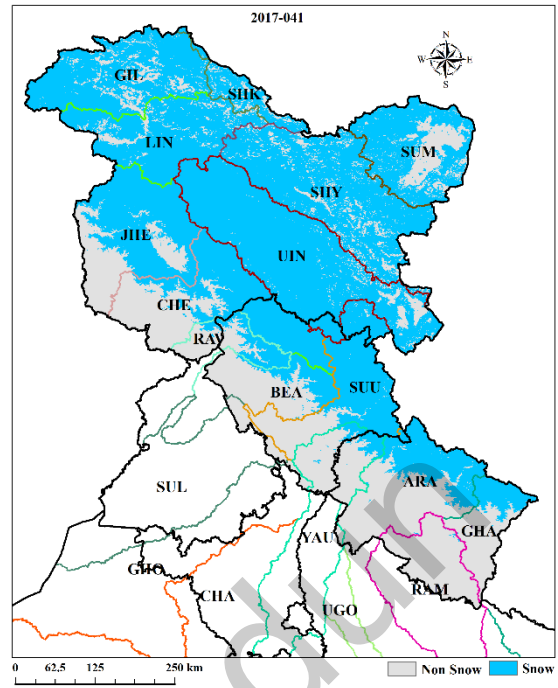 2017-041
N
W E
S
GIL
SHK
LIN
SUM
SHY
JHE
UIN
CHE
RAV
BEA
SUU
ARA
SUL
GHA
YAU
GHO
CHA
UGO
RAM
0 62.5 125 250 km
Non Snow Snow